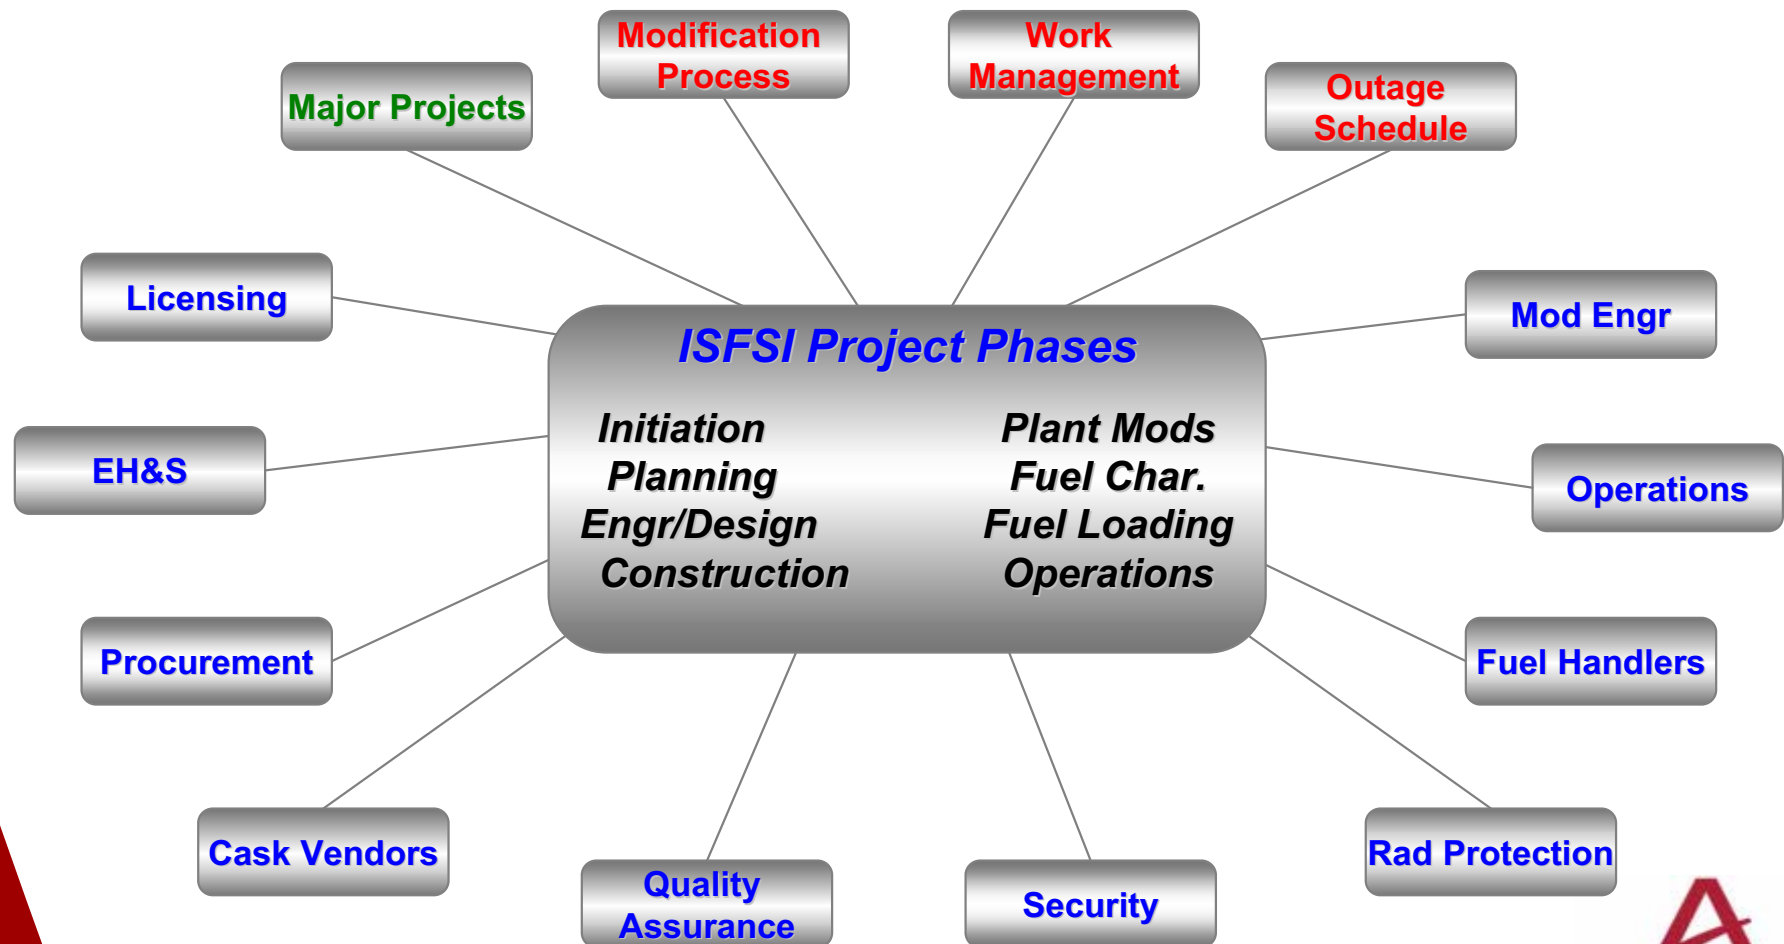 Modification
Process
Work
Management
Major Projects
Outage
Schedule
Licensing
Mod Engr
EH&S
Operations
ISFSI Project Phases
Initiation
Planning
Engr/Design
Construction
Plant Mods
Fuel Char.
Fuel Loading
Operations
Procurement
Fuel Handlers
Cask Vendors
Rad Protection
Quality
Assurance
Security